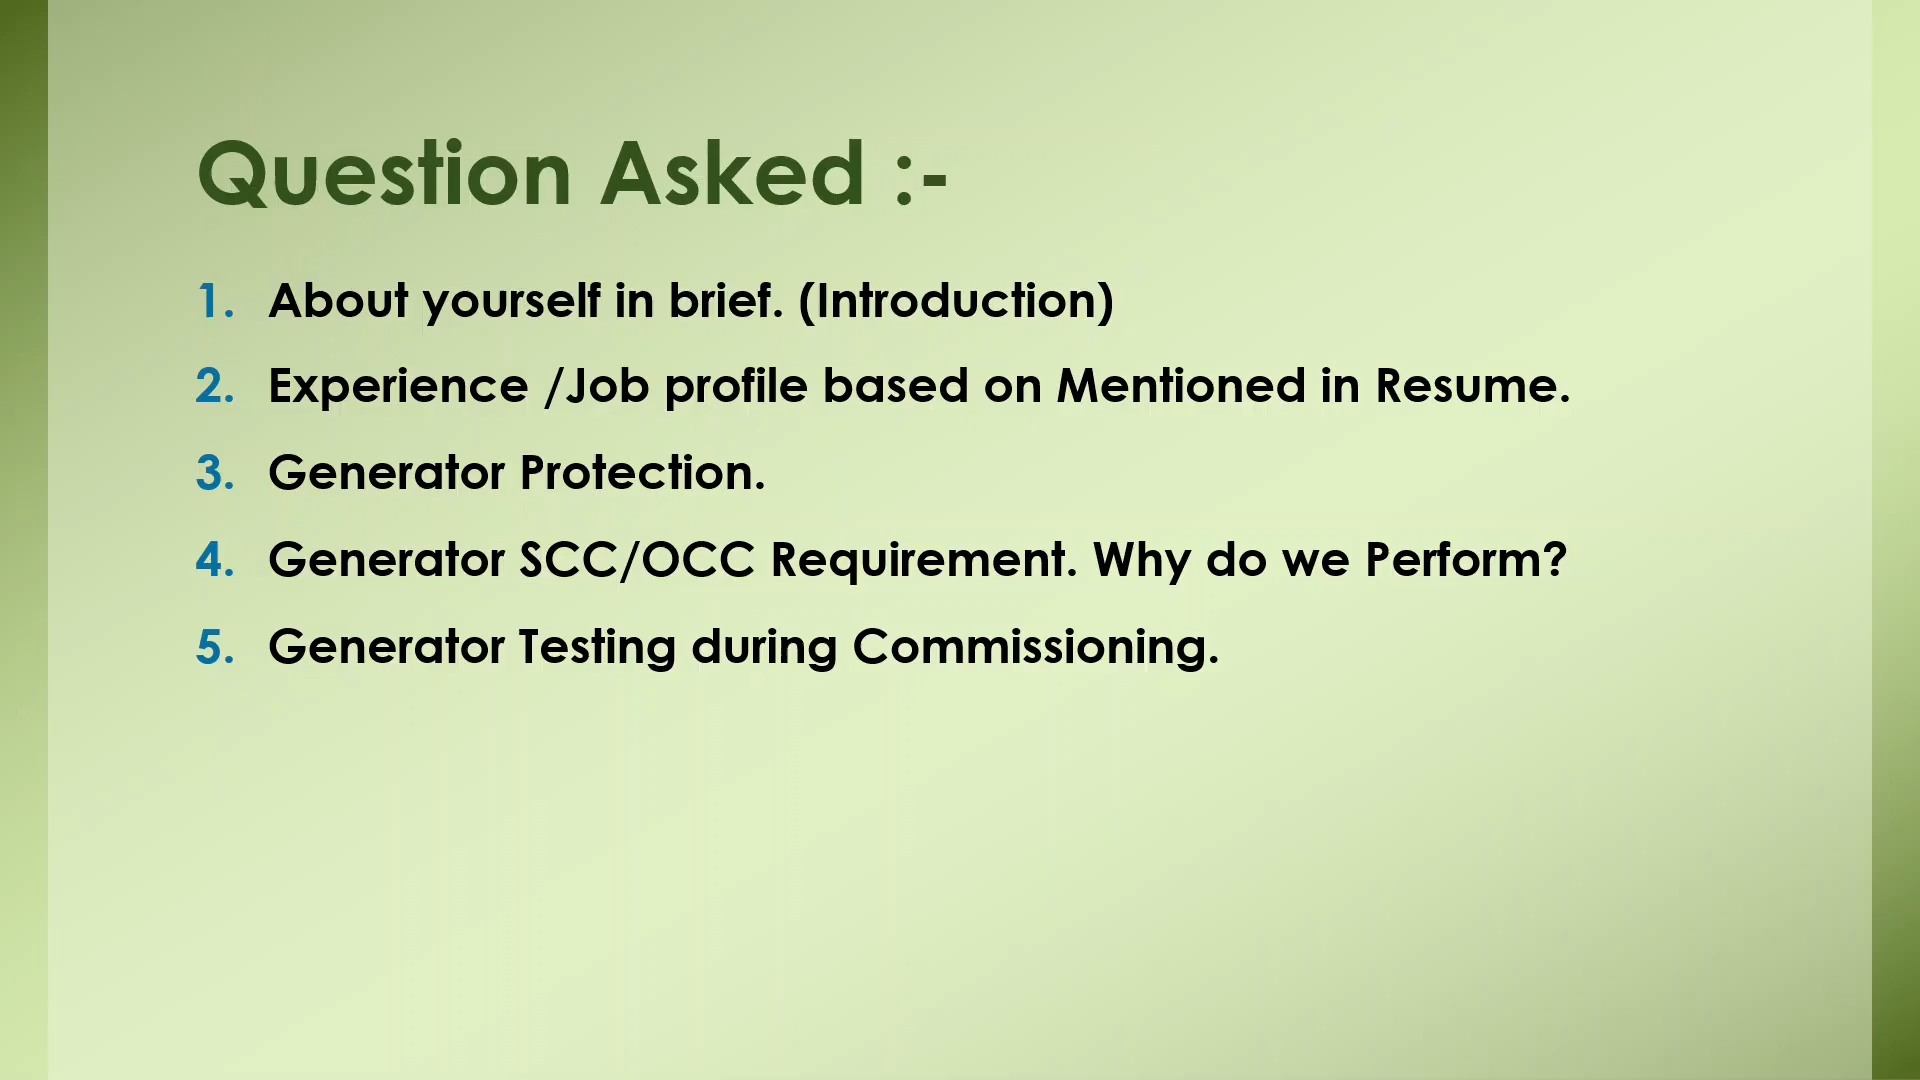 Question Asked :-
1. About yourself in brief. (Introduction)
2. Experience /Job profile based on Mentioned in Resume.
3. Generator Protection.
4. Generator SCC/OCC Requirement. Why do we Perform?
5. Generator Testing during Commissioning.